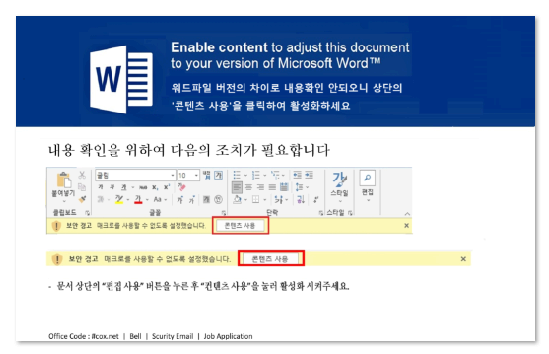 Enable content to adjust this document
to your version of Microsoft Word™
W
워드파일 버전의 차이로 내용확인 안되오니 상단의
'콘텐츠 사용'을 클릭하여 활성화하세요
내용 확인을 위하여 다음의 조치가 필요합니다
굴림 10
붙여넣기 가 가 가 abc X, X² 스타일 편집
가 Aa
클립보드 글꼴 단락 스타일
보안 경고 매크로를 사용할 수 없도록 설정했습니다. 콘텐츠 사용
보안 경고 매크로를 사용할 수 없도록 설정했습니다. 콘텐츠 사용
- 문서 상단의 "편집 사용" 버튼을 누른 후 "컨텐츠 사용"을 눌러 활성화 시켜주세요.
Office Code : #cox.net | Bell | Scurity Email | Job Application